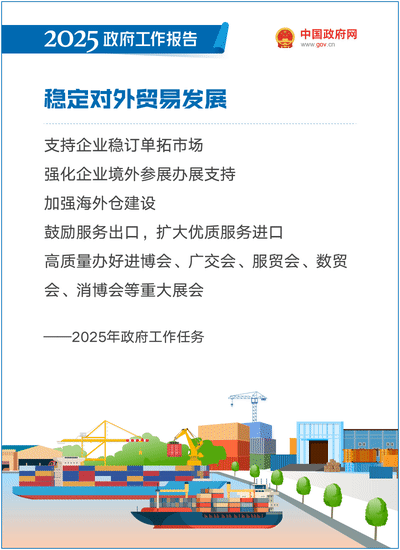 2025政府工作报告
中国政府网
www.gov.cn
稳定对外贸易发展
支持企业稳订单拓市场
强化企业境外参展办展支持
加强海外仓建设
鼓励服务出口，扩大优质服务进口
高质量办好进博会、广交会、服贸会、数贸
会、消博会等重大展会
——2025年政府工作任务